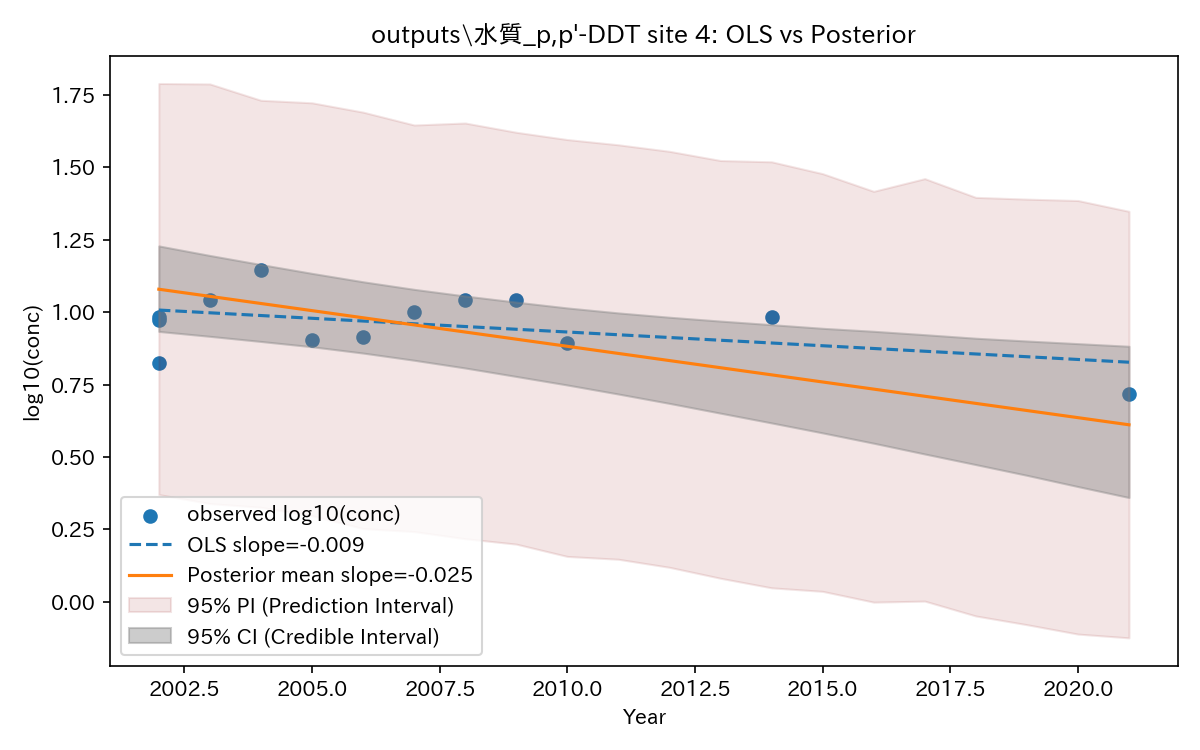 outputs\水質_p,p'-DDT site 4: OLS vs Posterior
log10(conc)
1.75
1.50
1.25
1.00
0.75
0.50
0.25
0.00
observed log10(conc)
OLS slope=-0.009
Posterior mean slope=-0.025
95% PI (Prediction Interval)
95% CI (Credible Interval)
2002.5
2005.0
2007.5
2010.0
2012.5
2015.0
2017.5
2020.0
Year